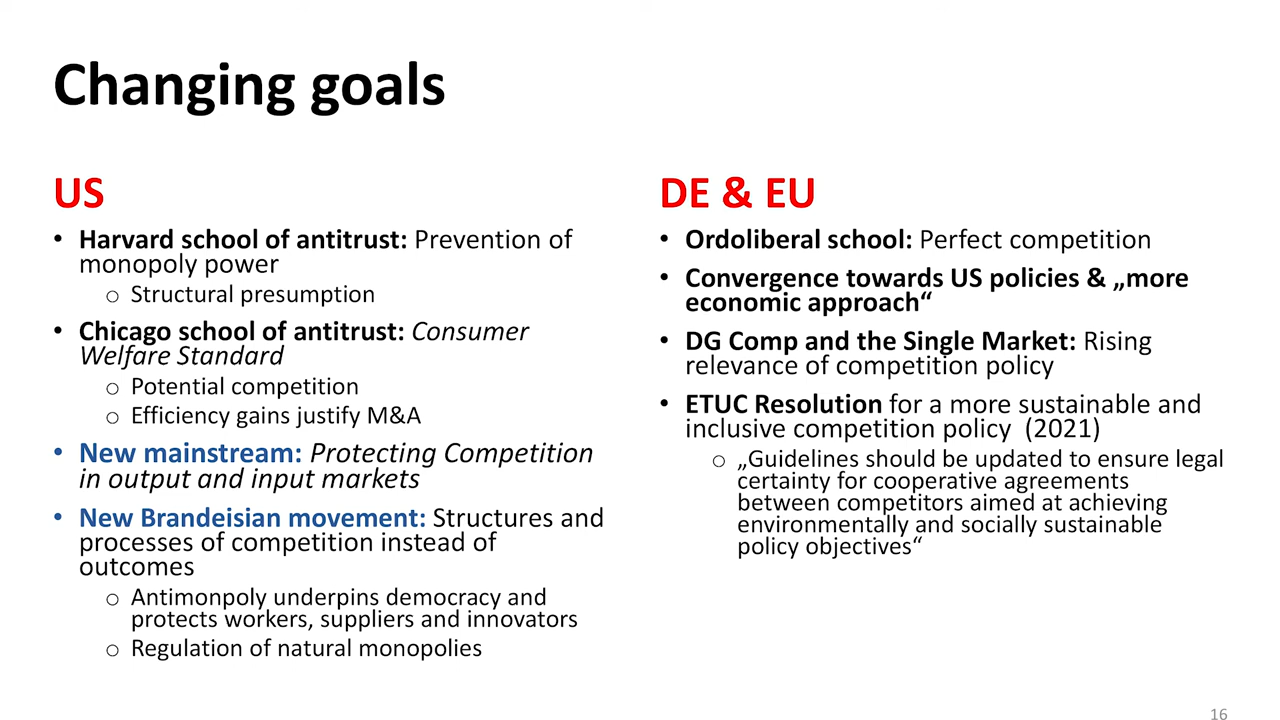 Changing goals
US
• Harvard school of antitrust: Prevention of
monopoly power
o Structural presumption
• Chicago school of antitrust: Consumer
Welfare Standard
o Potential competition
o Efficiency gains justify M&A
• New mainstream: Protecting Competition
in output and input markets
• New Brandeisian movement: Structures and
processes of competition instead of
outcomes
o Antimonpoly underpins democracy and
protects workers, suppliers and innovators
o Regulation of natural monopolies
DE & EU
• Ordoliberal school: Perfect competition
• Convergence towards US policies & „more
economic approach“
• DG Comp and the Single Market: Rising
relevance of competition policy
• ETUC Resolution for a more sustainable and
inclusive competition policy (2021)
o „Guidelines should be updated to ensure legal
certainty for cooperative agreements
between competitors aimed at achieving
environmentally and socially sustainable
policy objectives“
16